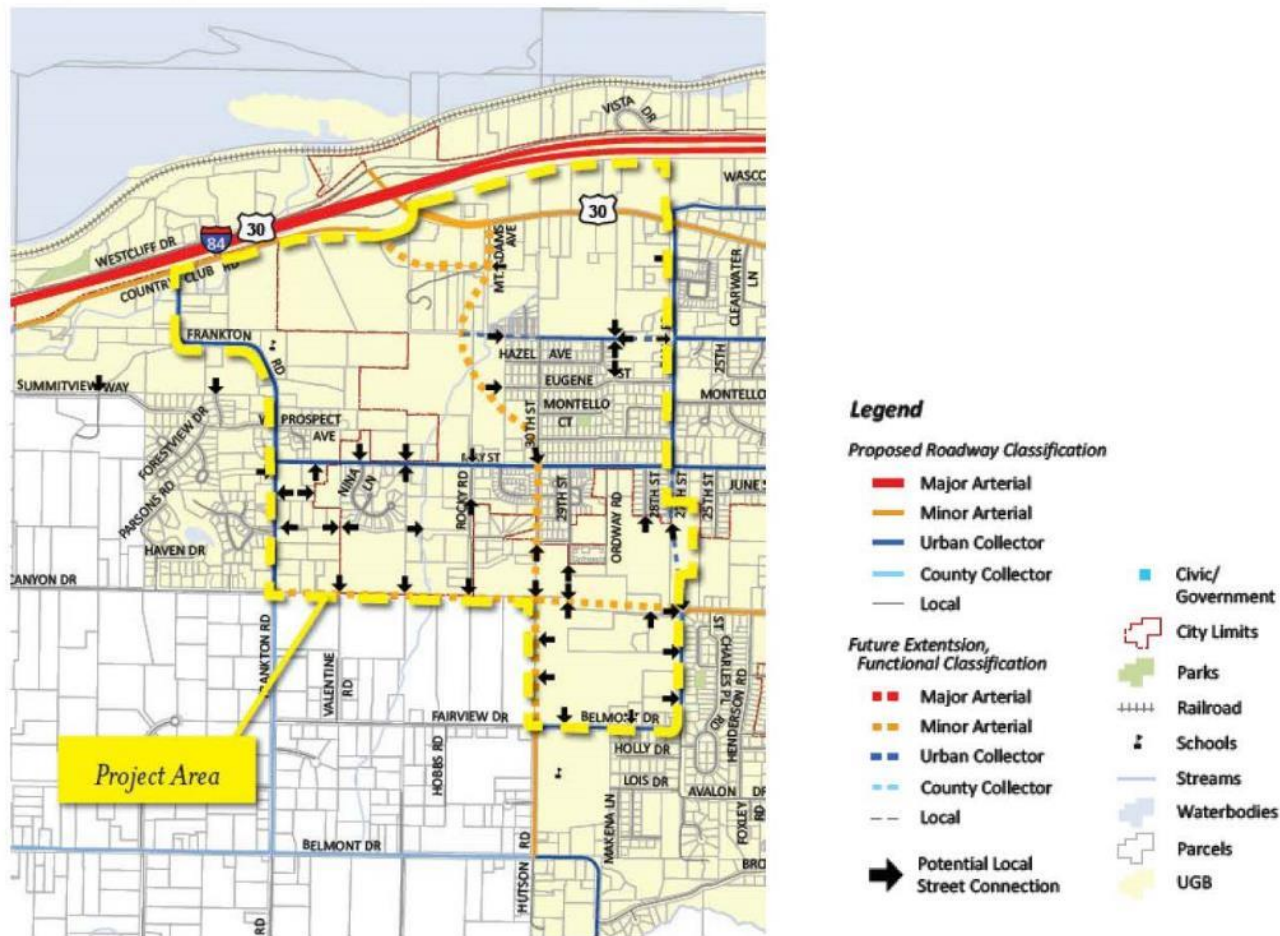 VISTA DR
WASCO
30
30
84
WESTCLIFF DR
COUNTRY CLUB RD
MT. ADAMS
AVE
CLEARWATER
LN
FRANKTON
RD
HAZEL AVE
25TH
SUMMITVIEW WAY
EUGENE ST
MONTELLO
CT
MONTELLO
PROSPECT
AVE
FORESTVIEW DR
30TH ST
NINA
LN
ROCKY RD
29TH ST
ORDWAY RD
28TH ST
25TH ST
JUNE
PARSONS RD
HAVEN DR
CANYON DR
RANKTON RD
VALENTINE
RD
CHARLES PL
ST
RD
HENDERSON RD
FAIRVIEW DR
BELMONT DR
HOLLY DR
HOBBS RD
LOIS DR
AVALON DR
Project Area
MAKENA LN
FOXLEY
RD
BELMONT DR
BRO
HUTSON RD
RD
Legend
Proposed Roadway Classification
Major Arterial
Minor Arterial
Urban Collector
County Collector
Local
Future Extentsion,
Functional Classification
Major Arterial
Minor Arterial
Urban Collector
County Collector
Local
Potential Local
Street Connection
Civic/
Government
City Limits
Parks
Railroad
Schools
Streams
Waterbodies
Parcels
UGB